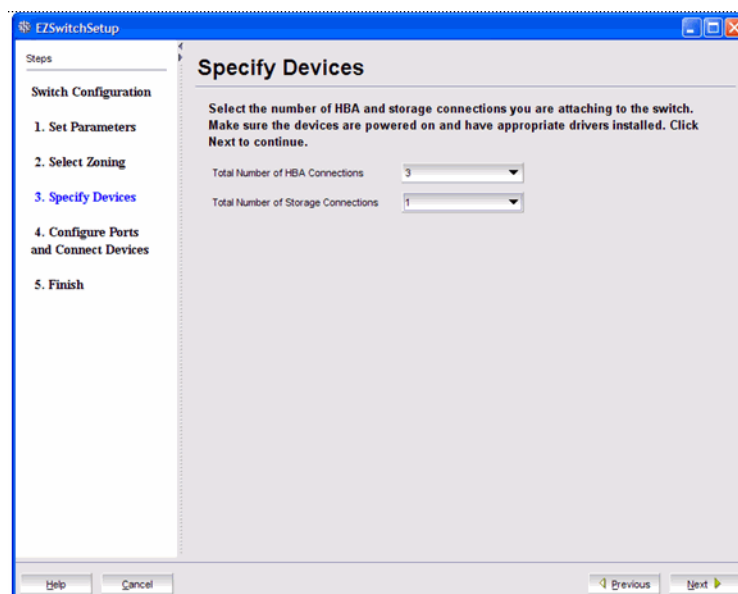 EZSwitchSetup
Steps
Switch Configuration
1. Set Parameters
2. Select Zoning
3. Specify Devices
4. Configure Ports
and Connect Devices
5. Finish
Specify Devices
Select the number of HBA and storage connections you are attaching to the switch.
Make sure the devices are powered on and have appropriate drivers installed. Click
Next to continue.
Total Number of HBA Connections 3
Total Number of Storage Connections 1
Help Cancel Previous Next